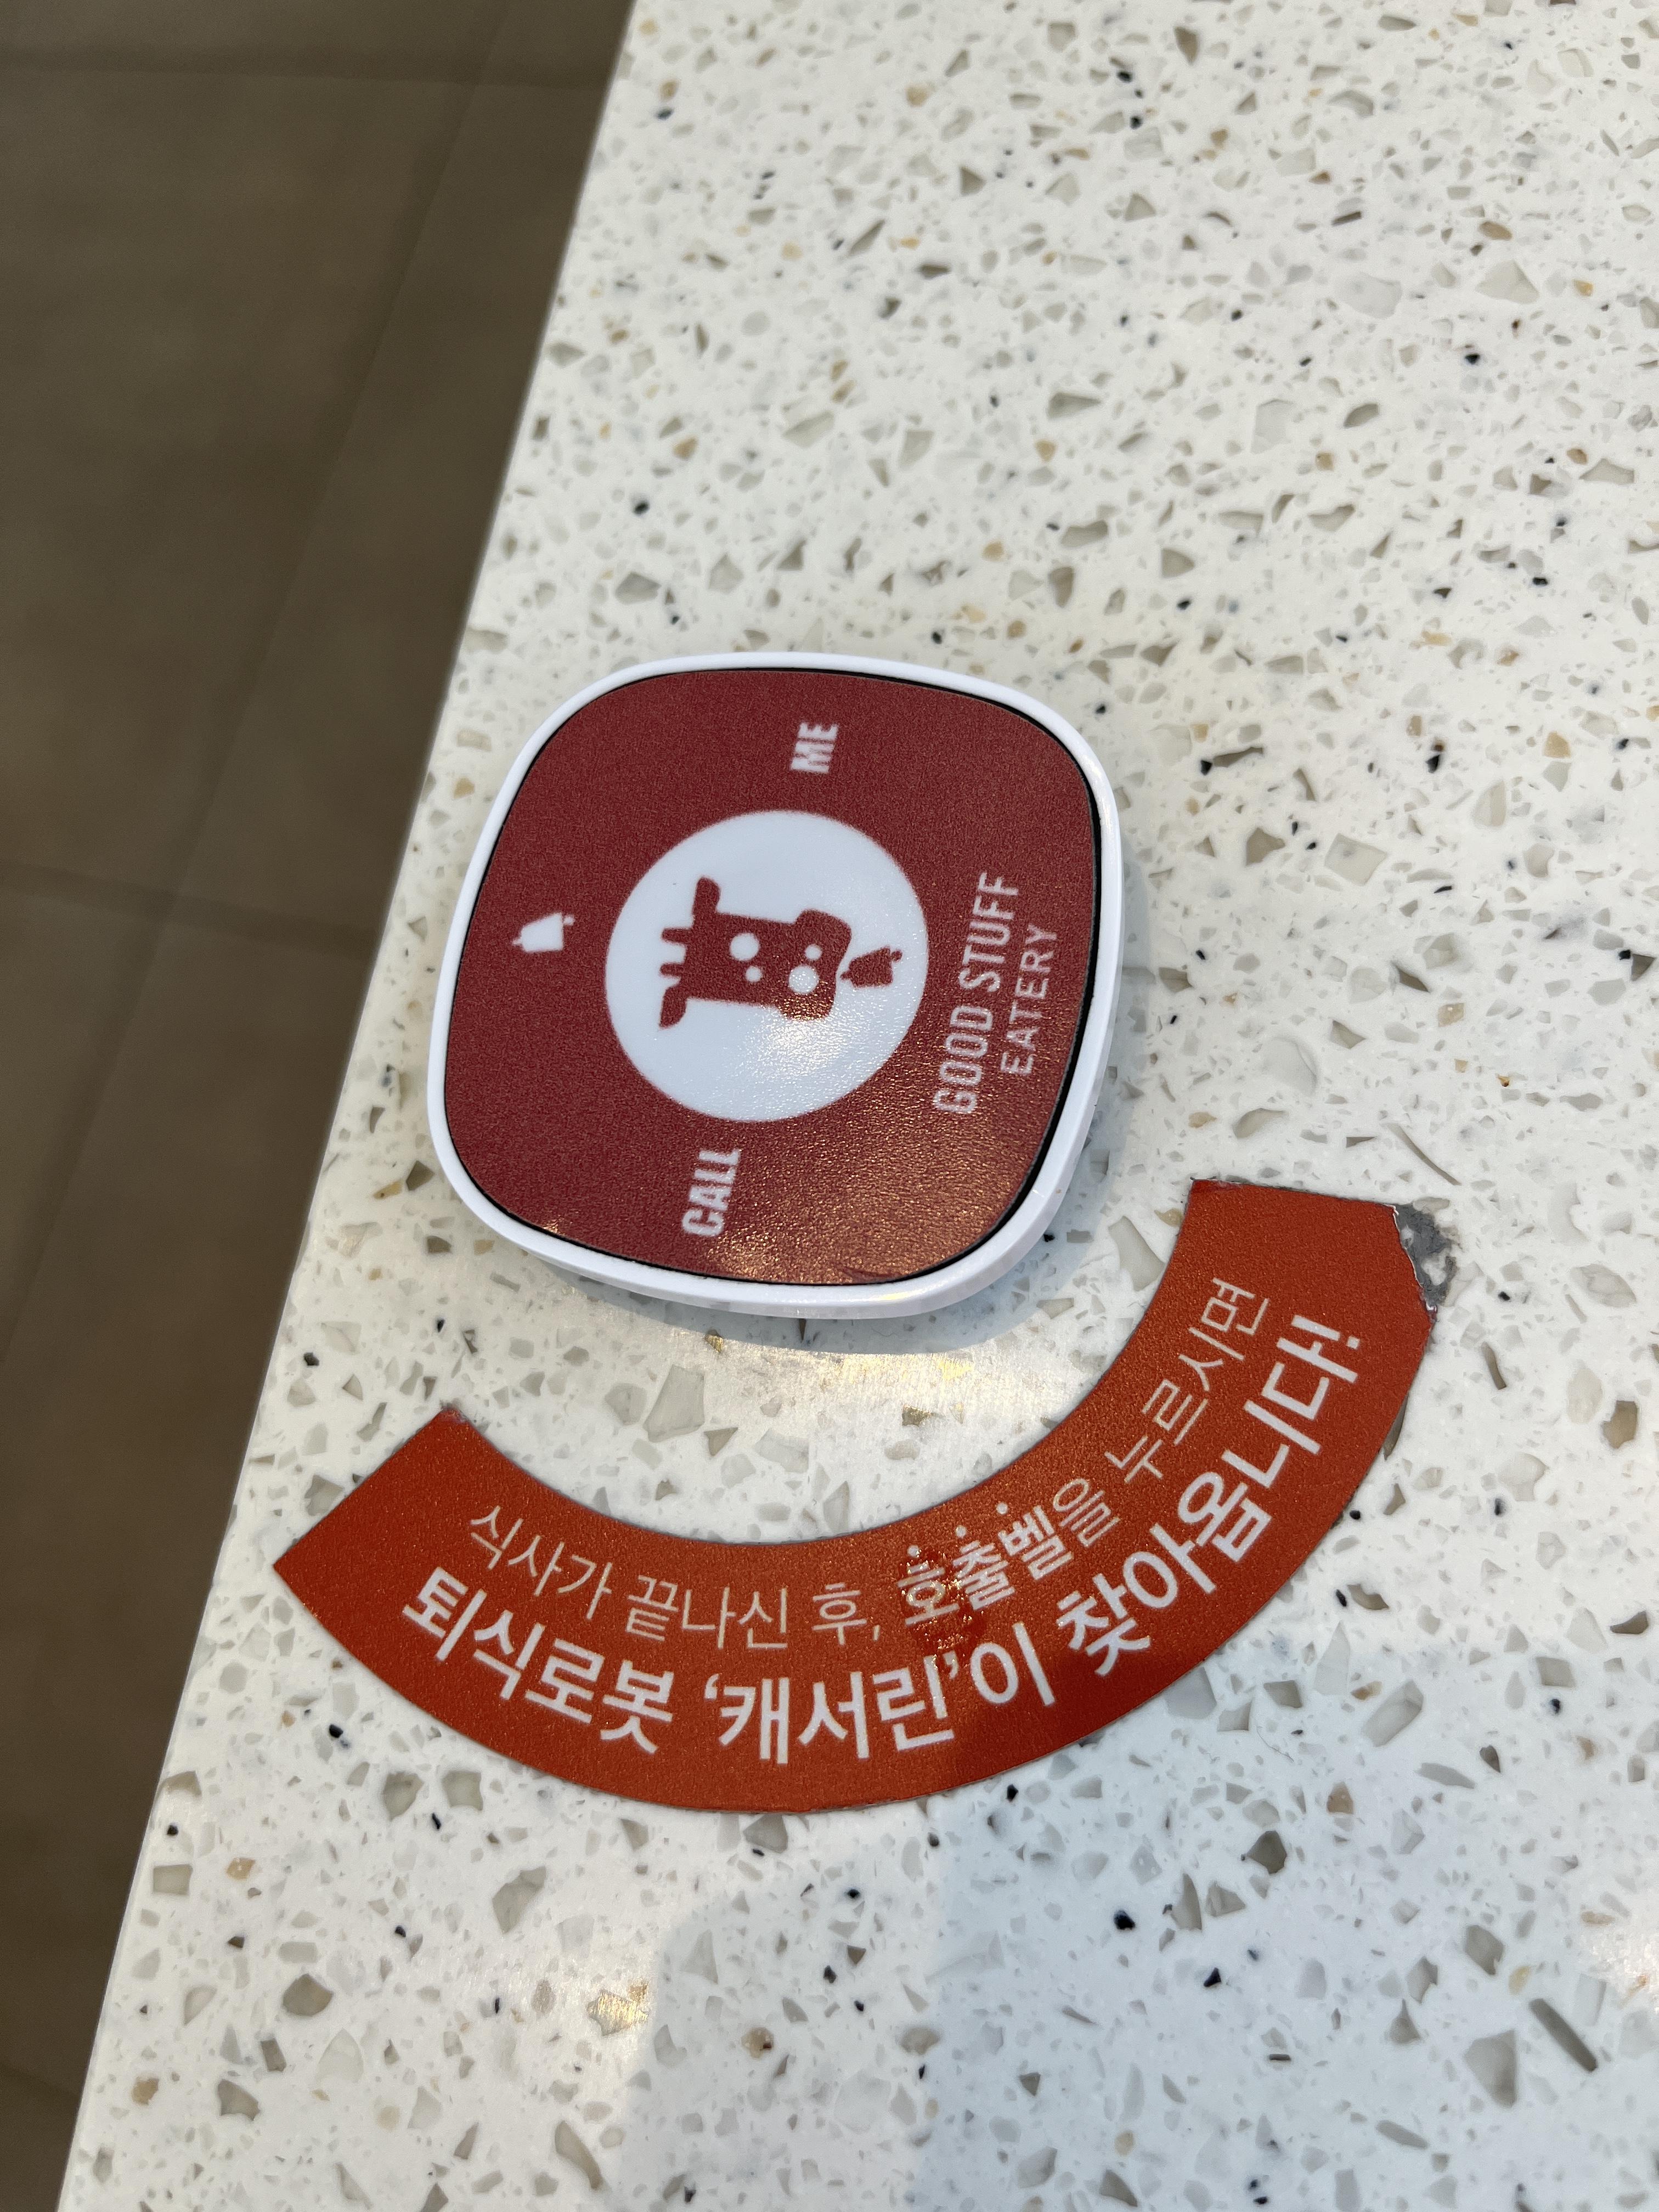 CALL ME
GOOD STUFF
EATERY
식사가 끝나신 후, 호출벨을 누르시면
퇴식로봇 '캐서린'이 찾아옵니다!